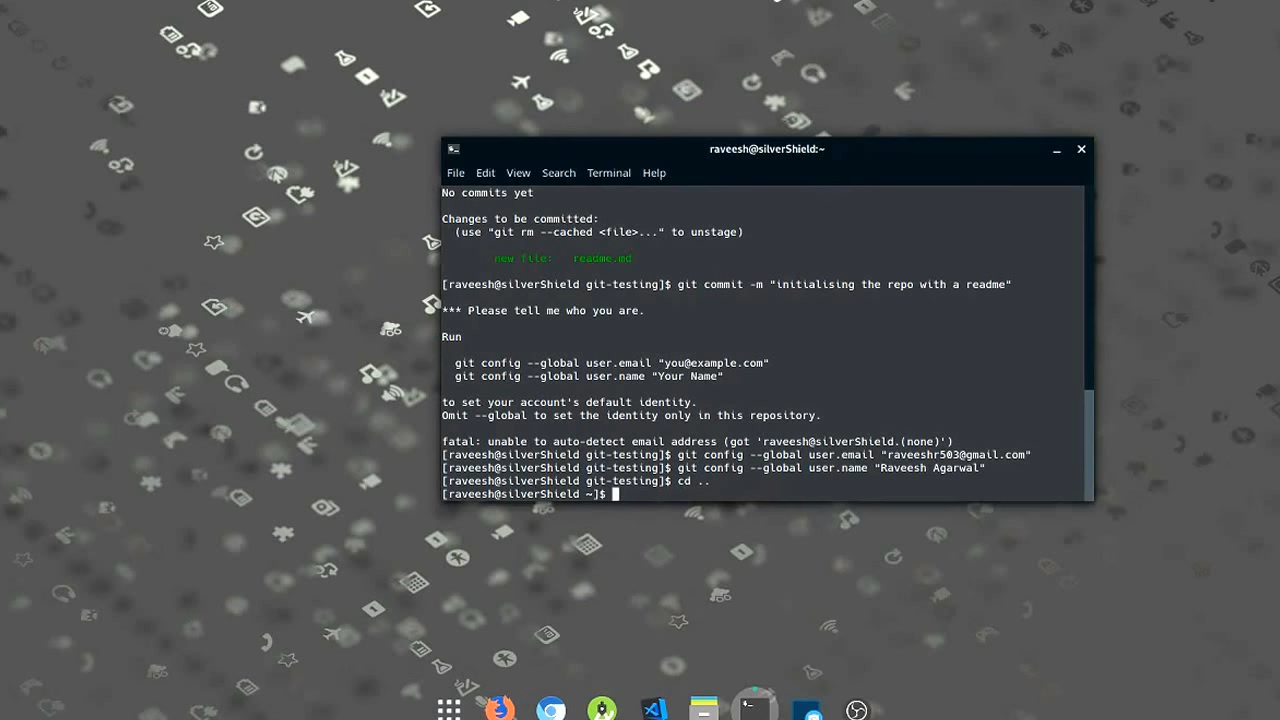 raveesh@silverShield:~
File Edit View Search Terminal Help
No commits yet
Changes to be committed:
(use "git rm --cached <file>..." to unstage)
new file: readme.md
[raveesh@silverShield git-testing]$ git commit -m "initialising the repo with a readme"
*** Please tell me who you are.
Run
git config --global user.email "you@example.com"
git config --global user.name "Your Name"
to set your account's default identity.
Omit --global to set the identity only in this repository.
fatal: unable to auto-detect email address (got 'raveesh@silverShield.(none)')
[raveesh@silverShield git-testing]$ git config --global user.email "raveeshr503@gmail.com"
[raveesh@silverShield git-testing]$ git config --global user.name "Raveesh Agarwal"
[raveesh@silverShield git-testing]$ cd ..
[raveesh@silverShield ~]$